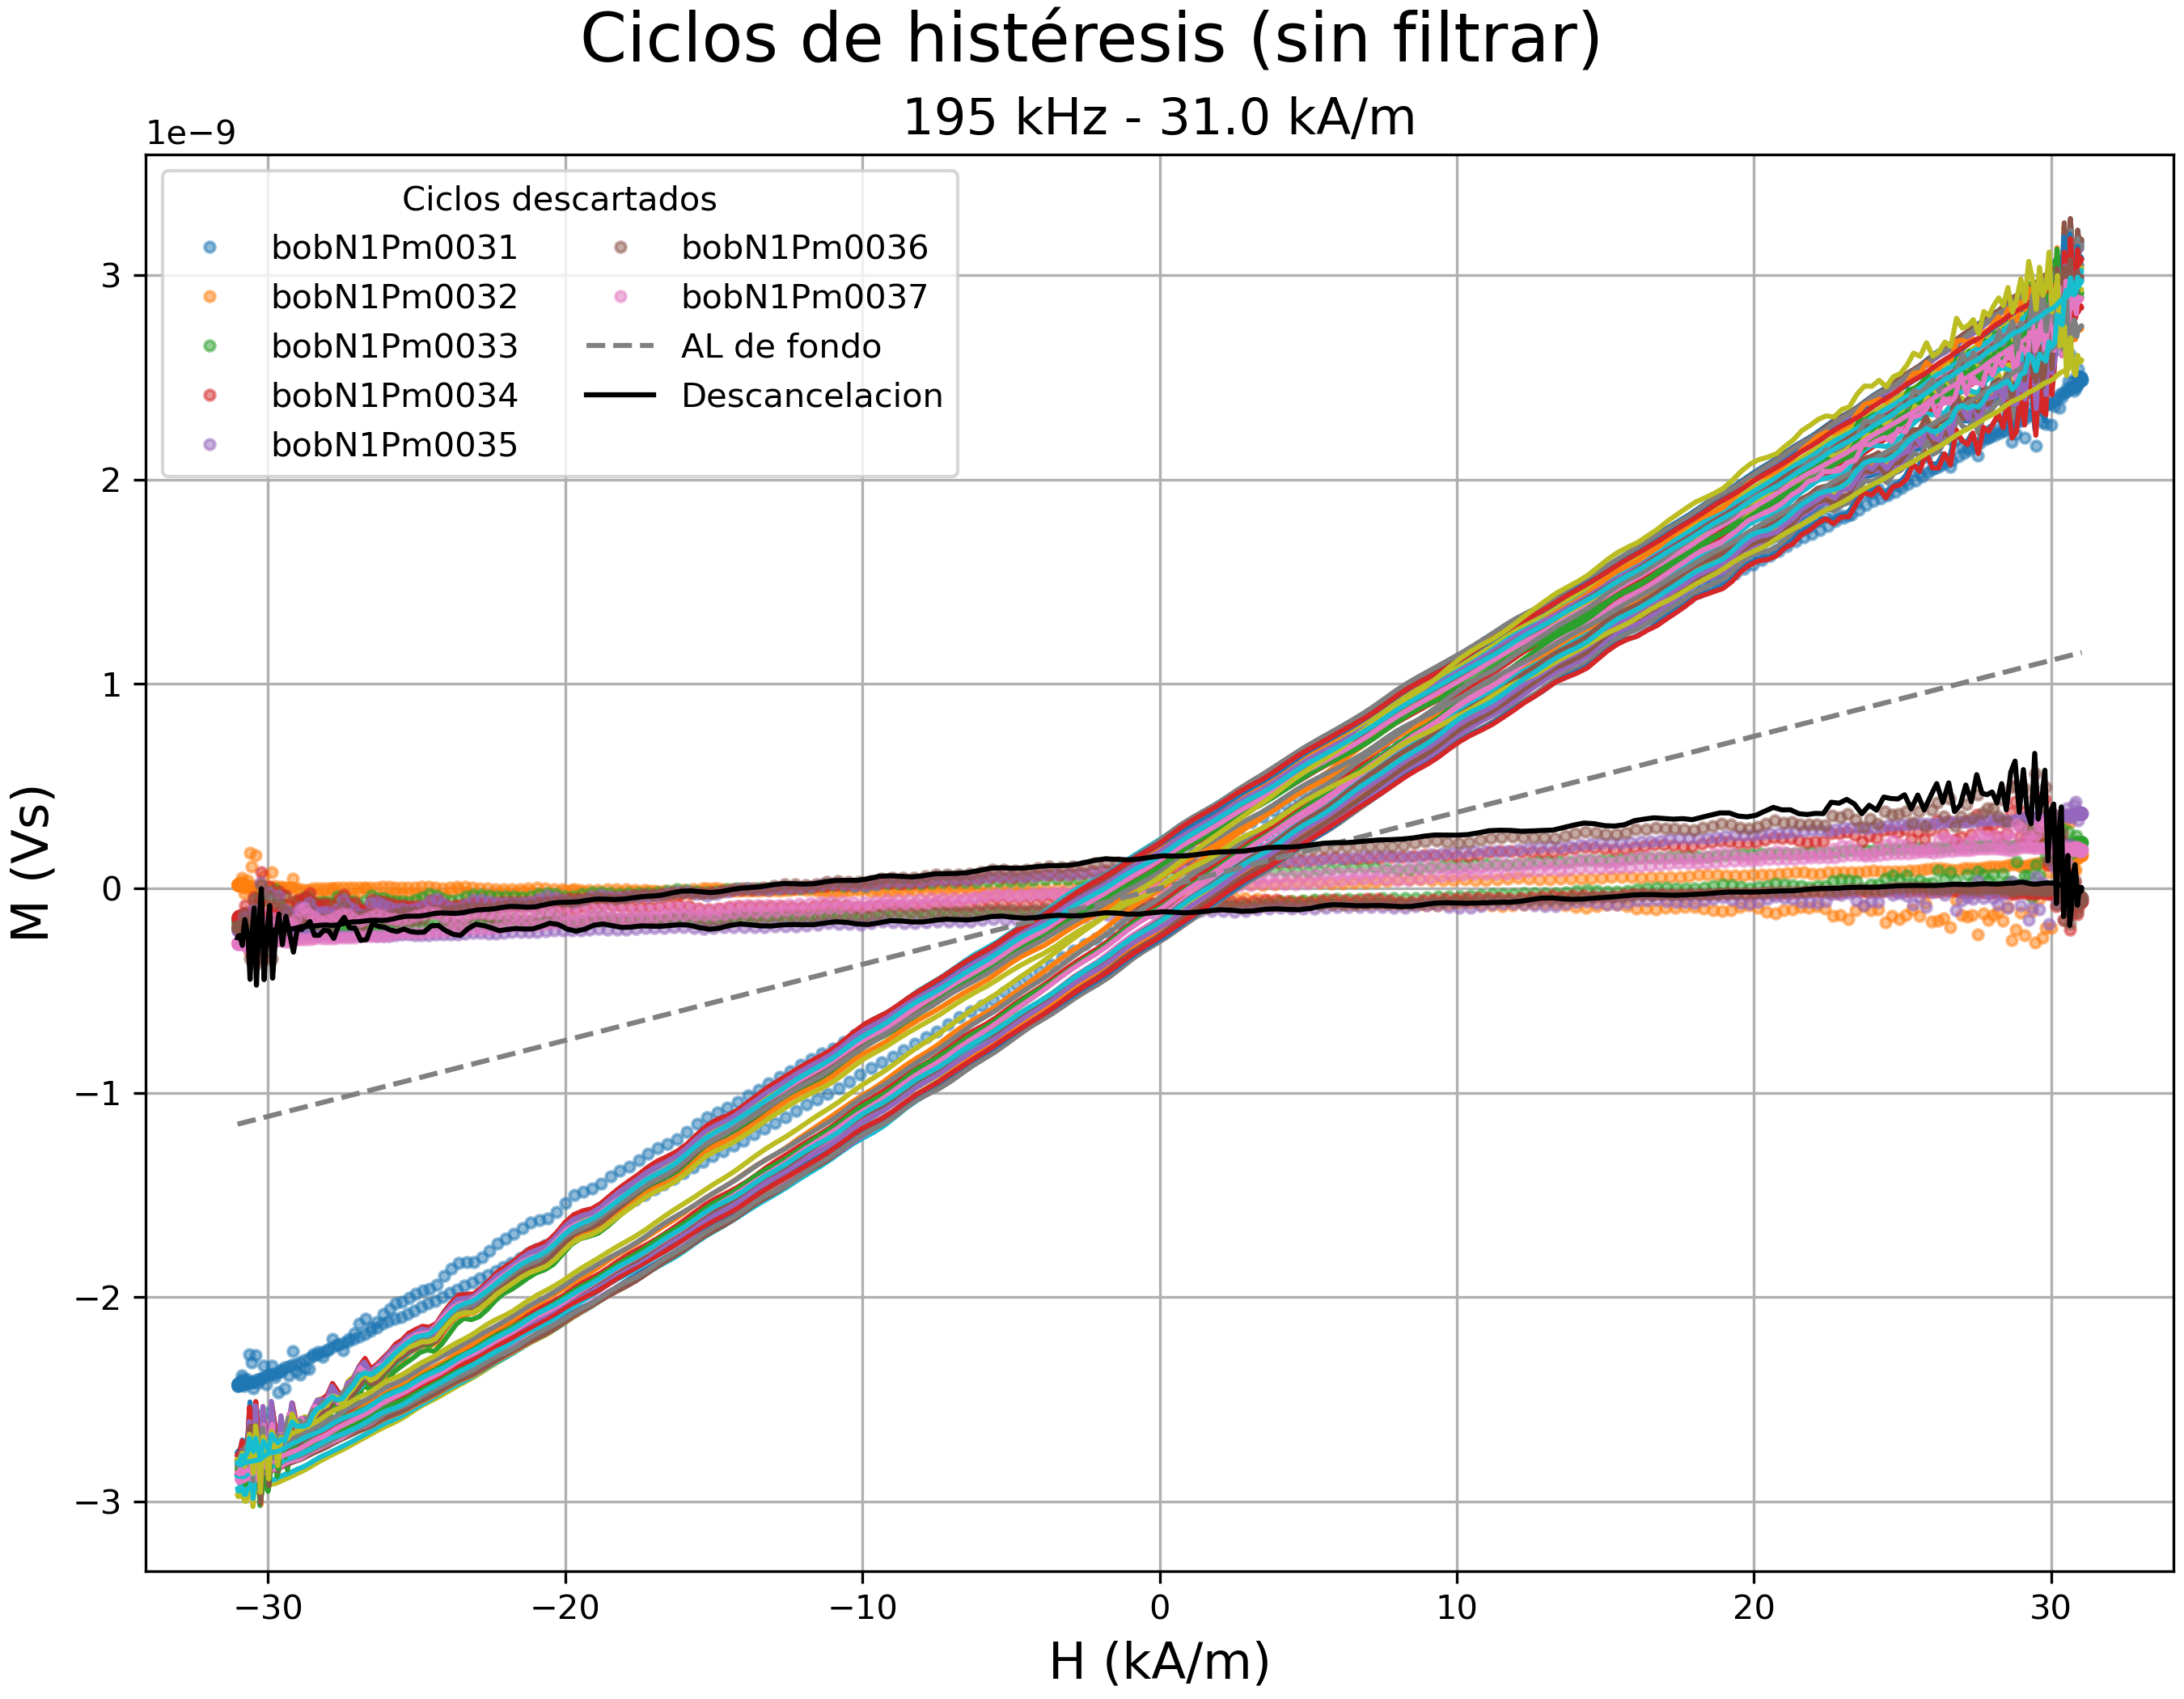 Ciclos de histéresis (sin filtrar)
195 kHz - 31.0 kA/m
1e−9
Ciclos descartados
bobN1Pm0031
bobN1Pm0032
bobN1Pm0033
bobN1Pm0034
bobN1Pm0035
bobN1Pm0036
bobN1Pm0037
AL de fondo
Descancelacion
M (Vs)
3
2
1
0
−1
−2
−3
−30
−20
−10
0
10
20
30
H (kA/m)